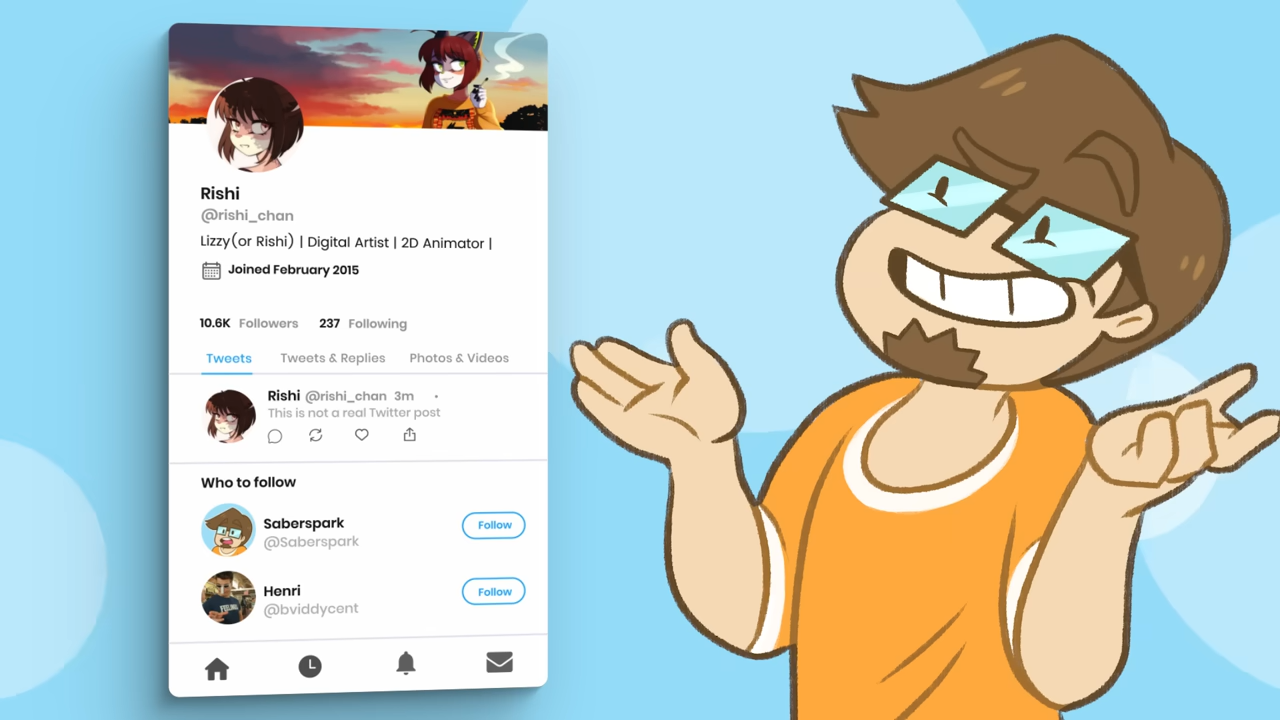 Rishi
@rishi_chan
Lizzy(or Rishi) | Digital Artist | 2D Animator |
Joined February 2015
10.6K Followers 237 Following
Tweets Tweets & Replies Photos & Videos
Rishi @rishi_chan 3m •
This is not a real Twitter post
Who to follow
Saberspark
@Saberspark
Follow
Henri
@bviddycent
Follow